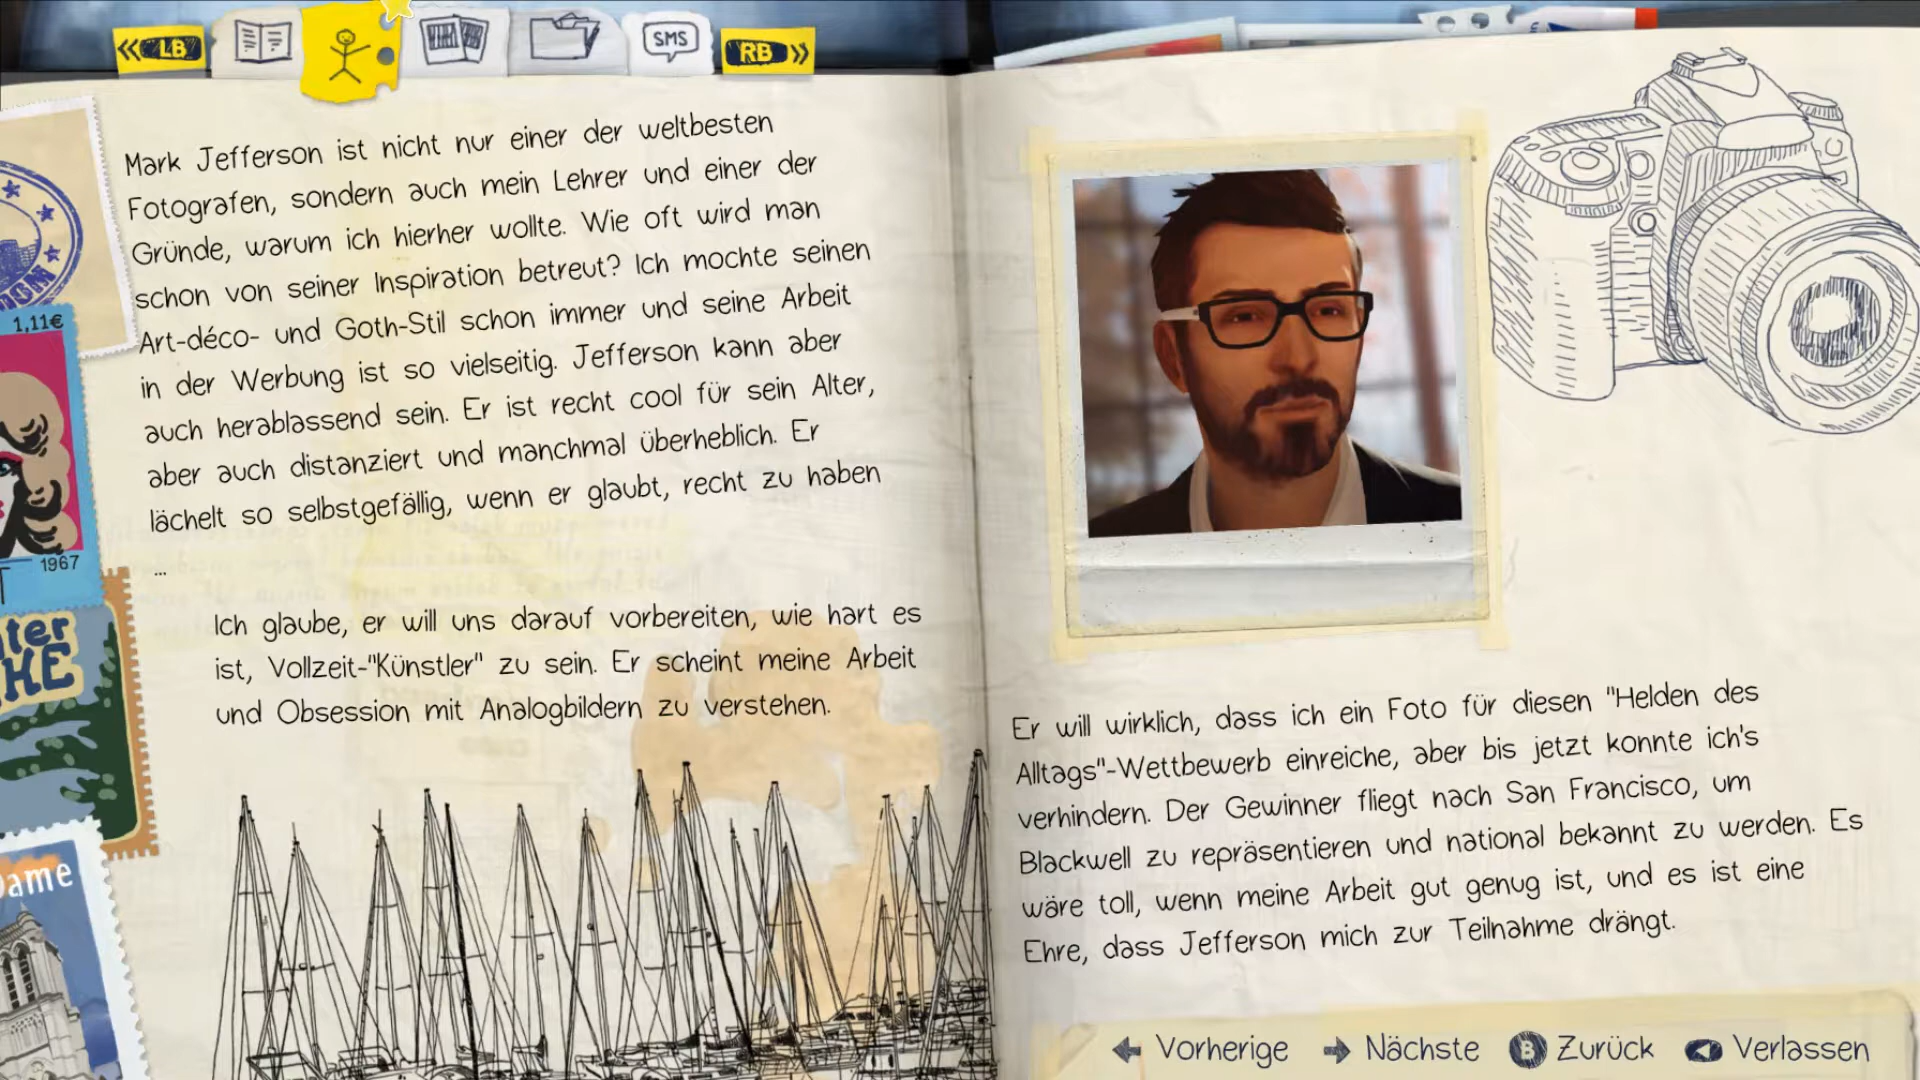 LB
SMS
RB
Mark Jefferson ist nicht nur einer der weltbesten
Fotografen, sondern auch mein Lehrer und einer der
Gründe, warum ich hierher wollte. Wie oft wird man
schon von seiner Inspiration betreut? Ich mochte seinen
Art-déco- und Goth-Stil schon immer und seine Arbeit
in der Werbung ist so vielseitig. Jefferson kann aber
auch herablassend sein. Er ist recht cool für sein Alter,
aber auch distanziert und manchmal überheblich. Er
lächelt so selbstgefällig, wenn er glaubt, recht zu haben
...
Ich glaube, er will uns darauf vorbereiten, wie hart es
ist, Vollzeit-"Künstler" zu sein. Er scheint meine Arbeit
und Obsession mit Analogbildern zu verstehen.
1,11€
1967
Er will wirklich, dass ich ein Foto für diesen "Helden des
Alltags"-Wettbewerb einreiche, aber bis jetzt konnte ich's
verhindern. Der Gewinner fliegt nach San Francisco, um
Blackwell zu repräsentieren und national bekannt zu werden. Es
wäre toll, wenn meine Arbeit gut genug ist, und es ist eine
Ehre, dass Jefferson mich zur Teilnahme drängt.
Vorherige
Nächste
B Zurück
Verlassen